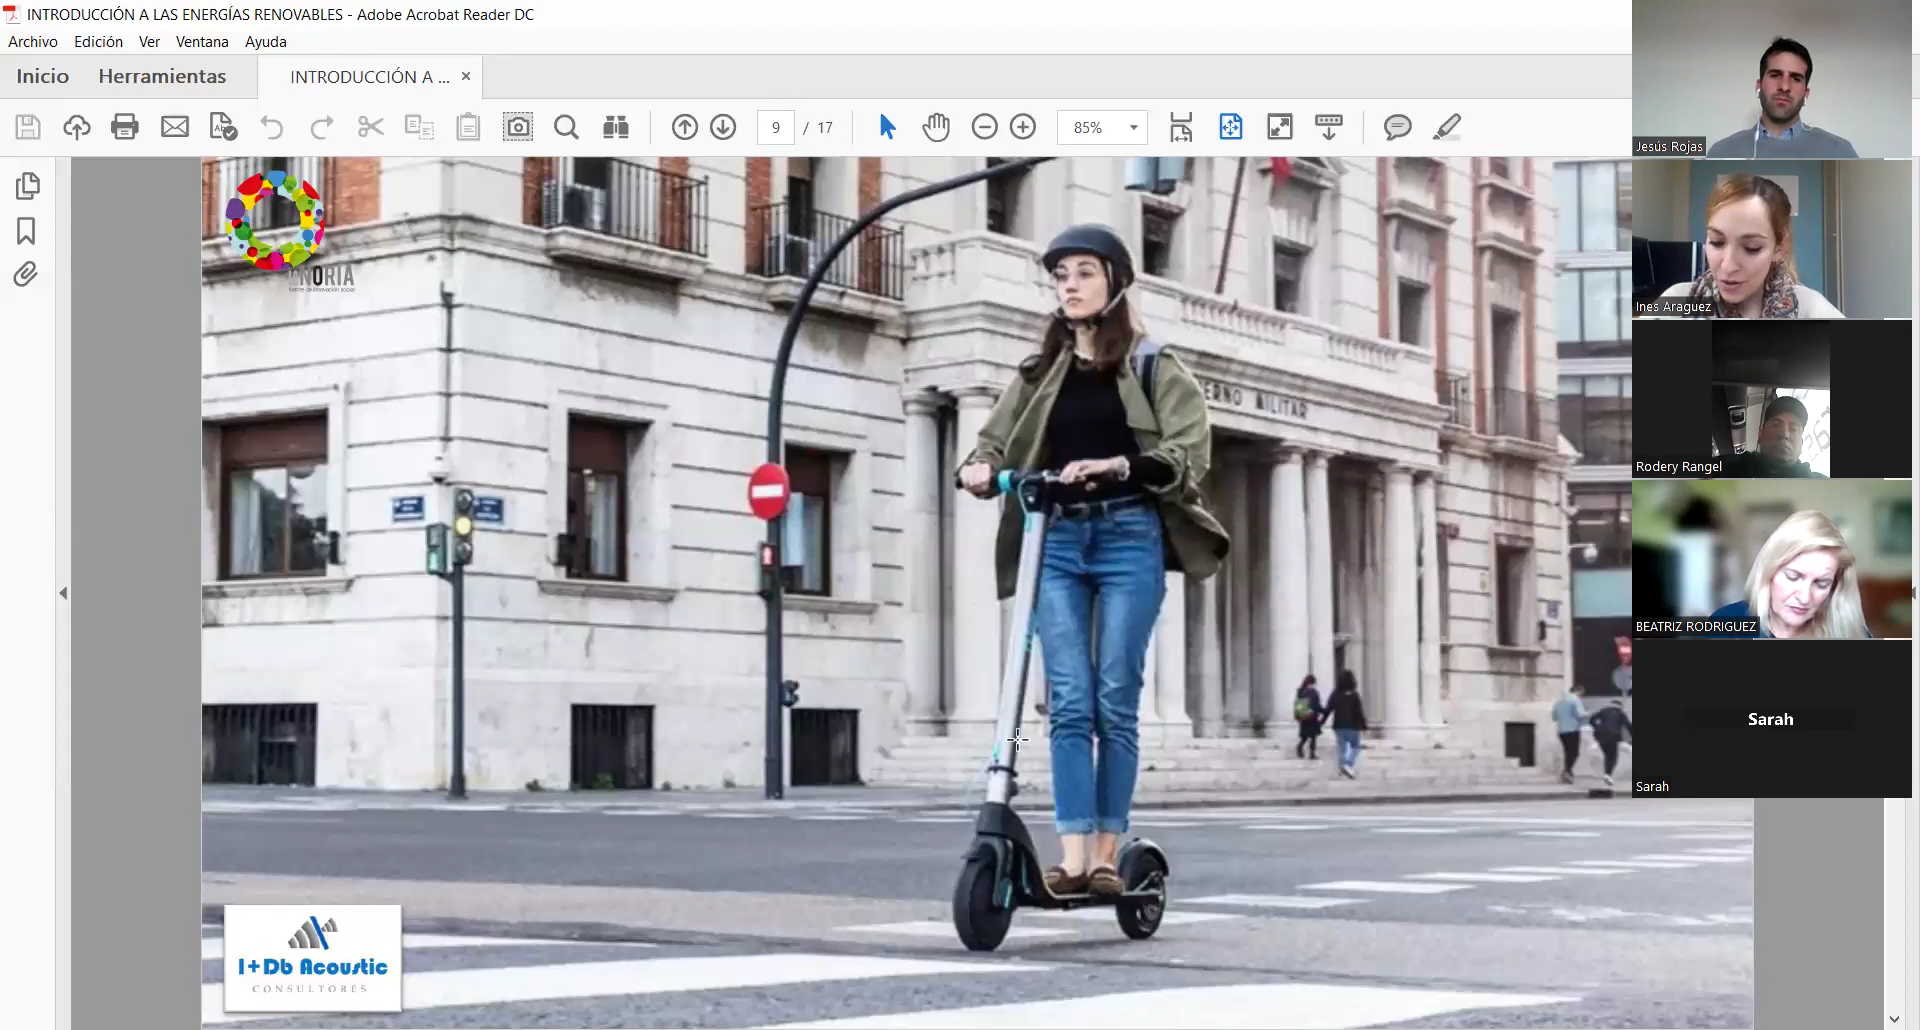 INTRODUCCIÓN A LAS ENERGÍAS RENOVABLES - Adobe Acrobat Reader DC
Archivo Edición Ver Ventana Ayuda
Inicio Herramientas INTRODUCCIÓN A ... ×
9 / 17 85%
NORIA
I+Db Acoustic
CONSULTORES
MILITAR
Jesús Rojas
Ines Araguez
Rodery Rangel
BEATRIZ RODRIGUEZ
Sarah
Sarah